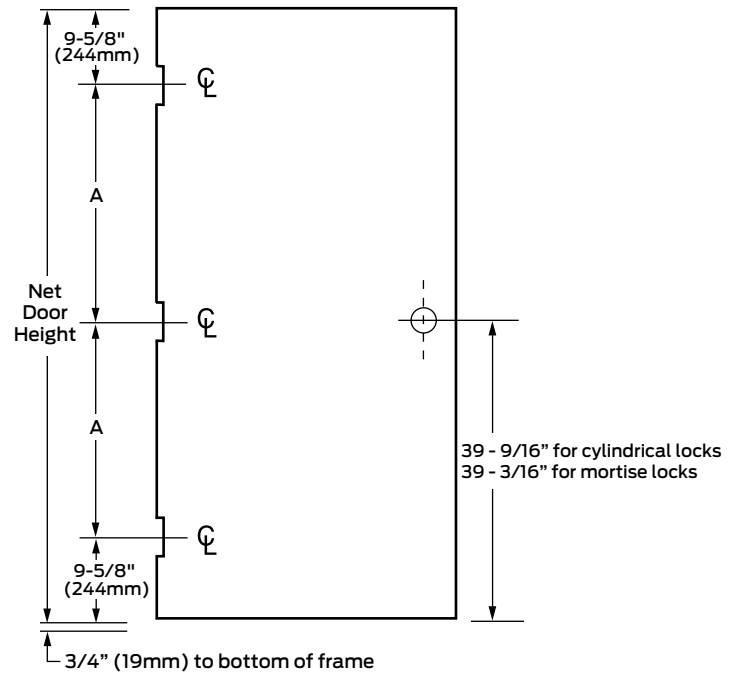 9-5/8"
(244mm)
℄
A
Net
Door
Height
℄
A
39 - 9/16” for cylindrical locks
39 - 3/16” for mortise locks
℄
9-5/8"
(244mm)
3/4” (19mm) to bottom of frame